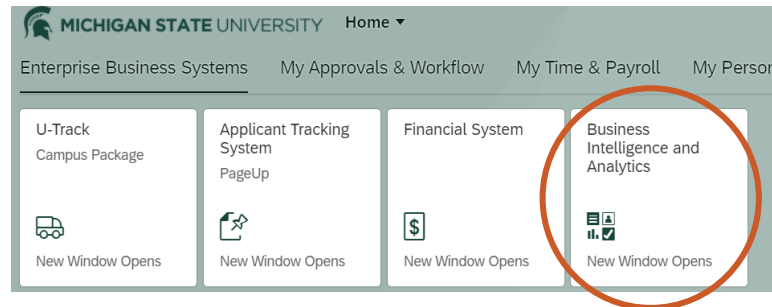 MICHIGAN STATE UNIVERSITY Home
Enterprise Business Systems My Approvals & Workflow My Time & Payroll My Person
U-Track
Campus Package
New Window Opens
Applicant Tracking
System
PageUp
New Window Opens
Financial System
$
New Window Opens
Business
Intelligence and
Analytics
New Window Opens